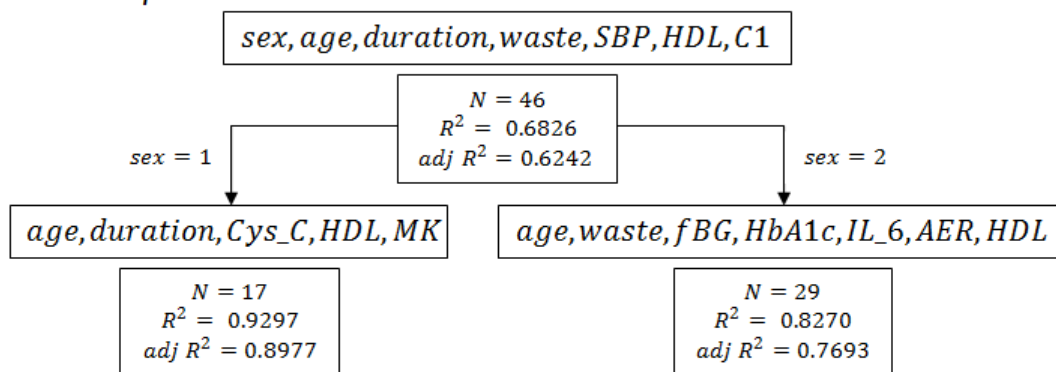 sex, age, duration, waste, SBP, HDL, C1
N = 46
R² = 0.6826
adj R² = 0.6242
sex = 1
sex = 2
age, duration, Cys_C, HDL, MK
age, waste, fBG, HbA1c, IL_6, AER, HDL
N = 17
R² = 0.9297
adj R² = 0.8977
N = 29
R² = 0.8270
adj R² = 0.7693